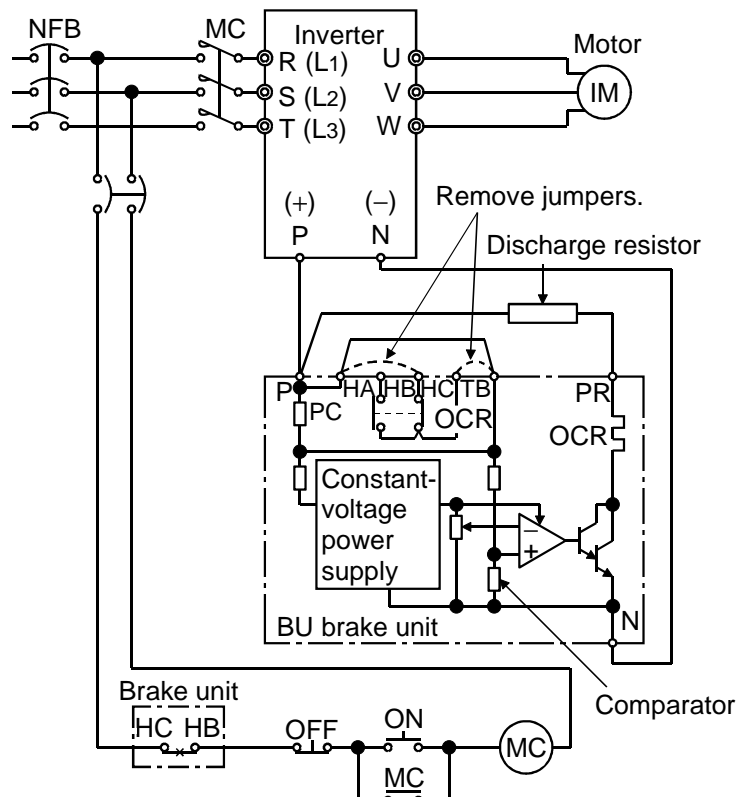 NFB
MC
Inverter
Motor
R (L1)
U
S (L2)
V
IM
T (L3)
W
Remove jumpers.
(+)
(−)
P
N
Discharge resistor
P
HA
HB
HC
TB
PR
PC
OCR
OCR
Constant-
voltage
power
supply
−
+
N
BU brake unit
Brake unit
Comparator
HC
HB
OFF
ON
MC
MC